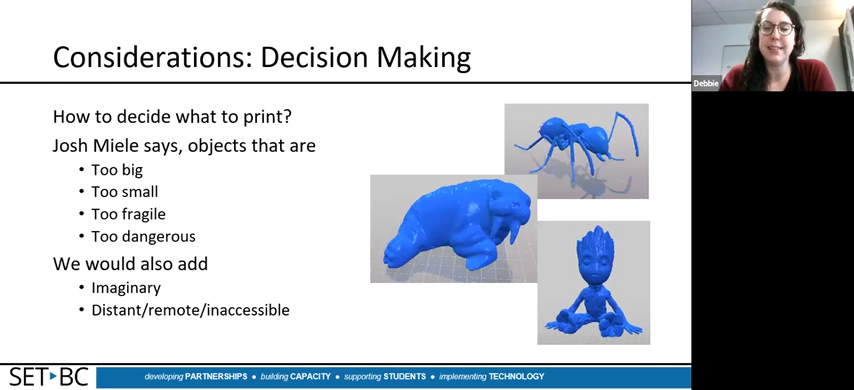 Considerations: Decision Making
How to decide what to print?
Josh Miele says, objects that are
• Too big
• Too small
• Too fragile
• Too dangerous
We would also add
• Imaginary
• Distant/remote/inaccessible
SET BC
developing PARTNERSHIPS • building CAPACITY • supporting STUDENTS • implementing TECHNOLOGY
Debbie